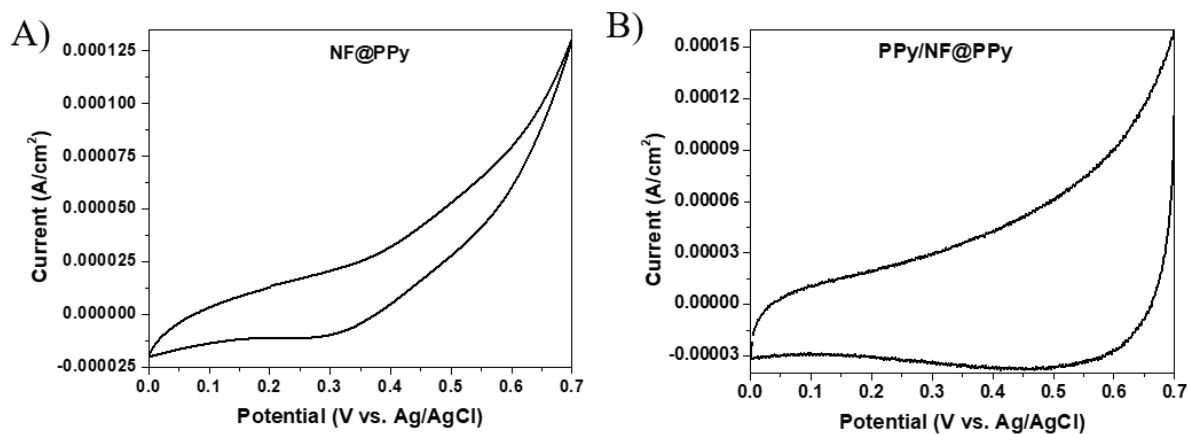 A)
NF@PPy
0.000125
0.000100
0.000075
0.000050
0.000025
0.000000
-0.000025
Current (A/cm²)
0.0 0.1 0.2 0.3 0.4 0.5 0.6 0.7
Potential (V vs. Ag/AgCl)
B)
PPy/NF@PPy
0.00015
0.00012
0.00009
0.00006
0.00003
0.00000
-0.00003
Current (A/cm²)
0.0 0.1 0.2 0.3 0.4 0.5 0.6 0.7
Potential (V vs. Ag/AgCl)